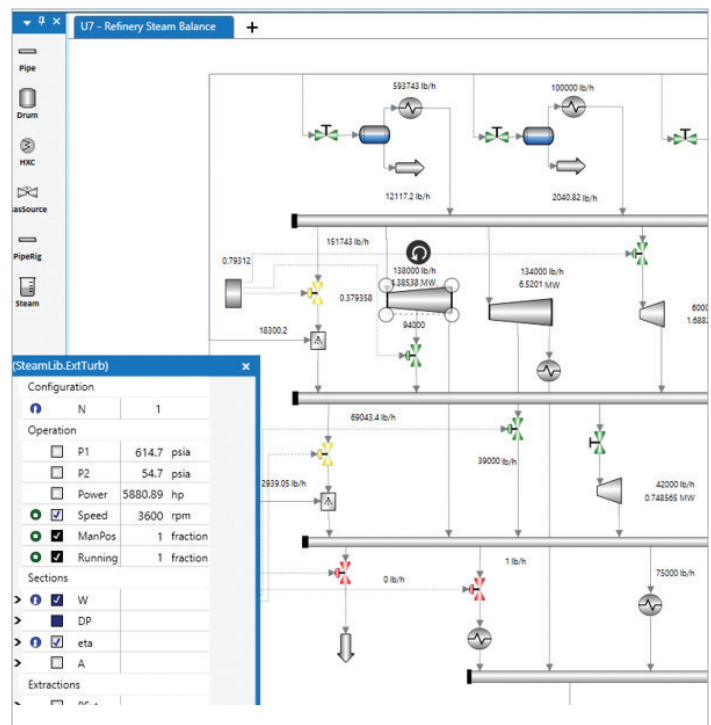 U7 - Refinery Steam Balance
+
Pipe
Drum
HXC
asSource
PipeRig
Steam
593743 lb/h
100000 lb/h
12117.2 lb/h
2040.82 lb/h
151743 lb/h
0.79312
138000 lb/h
.38538 MW
134000 lb/h
6.5201 MW
0.379358
6000
1.688
18300.2
94000
69043.4 lb/h
39000 lb/h
2939.05 lb/h
42000 lb/h
0.748565 MW
1 lb/h
0 lb/h
75000 lb/h
(SteamLib.ExtTurb)
Configuration
N 1
Operation
P1 614.7 psia
P2 54.7 psia
Power 5880.89 hp
Speed 3600 rpm
ManPos 1 fraction
Running 1 fraction
Sections
W
DP
eta
A
Extractions